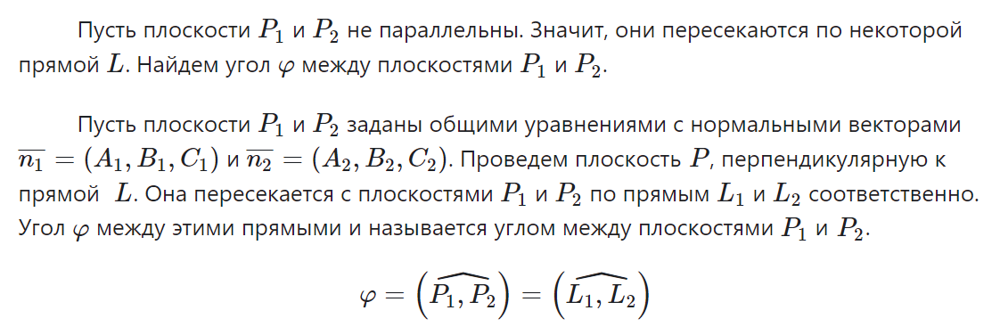 Пусть плоскости $P_1$ и $P_2$ не параллельны. Значит, они пересекаются по некоторой
прямой $L$. Найдем угол $\varphi$ между плоскостями $P_1$ и $P_2$.
Пусть плоскости $P_1$ и $P_2$ заданы общими уравнениями с нормальными векторами
$\overline{n_1} = (A_1, B_1, C_1)$ и $\overline{n_2} = (A_2, B_2, C_2)$. Проведем плоскость $P$, перпендикулярную к
прямой $L$. Она пересекается с плоскостями $P_1$ и $P_2$ по прямым $L_1$ и $L_2$ соответственно.
Угол $\varphi$ между этими прямыми и называется углом между плоскостями $P_1$ и $P_2$.
$\varphi = \left(\widehat{P_1, P_2}\right) = \left(\widehat{L_1, L_2}\right)$